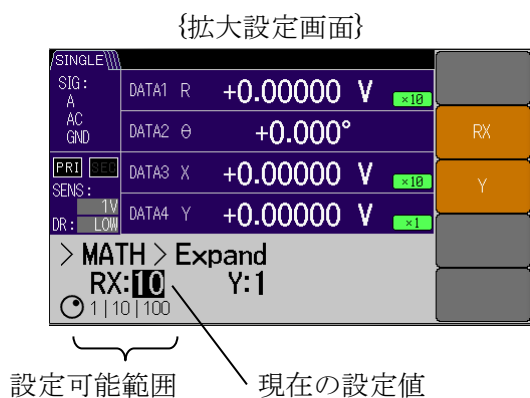 {拡大設定画面}
SINGLE
SIG:
A
AC
GND
DATA1 R +0.00000 V ×10
DATA2 θ +0.000°
RX
PRI SEC
SENS:
1V
DR: LOW
DATA3 X +0.00000 V ×10
Y
DATA4 Y +0.00000 V ×1
> MATH > Expand
RX:10 Y:1
1|10|100
設定可能範囲 現在の設定値